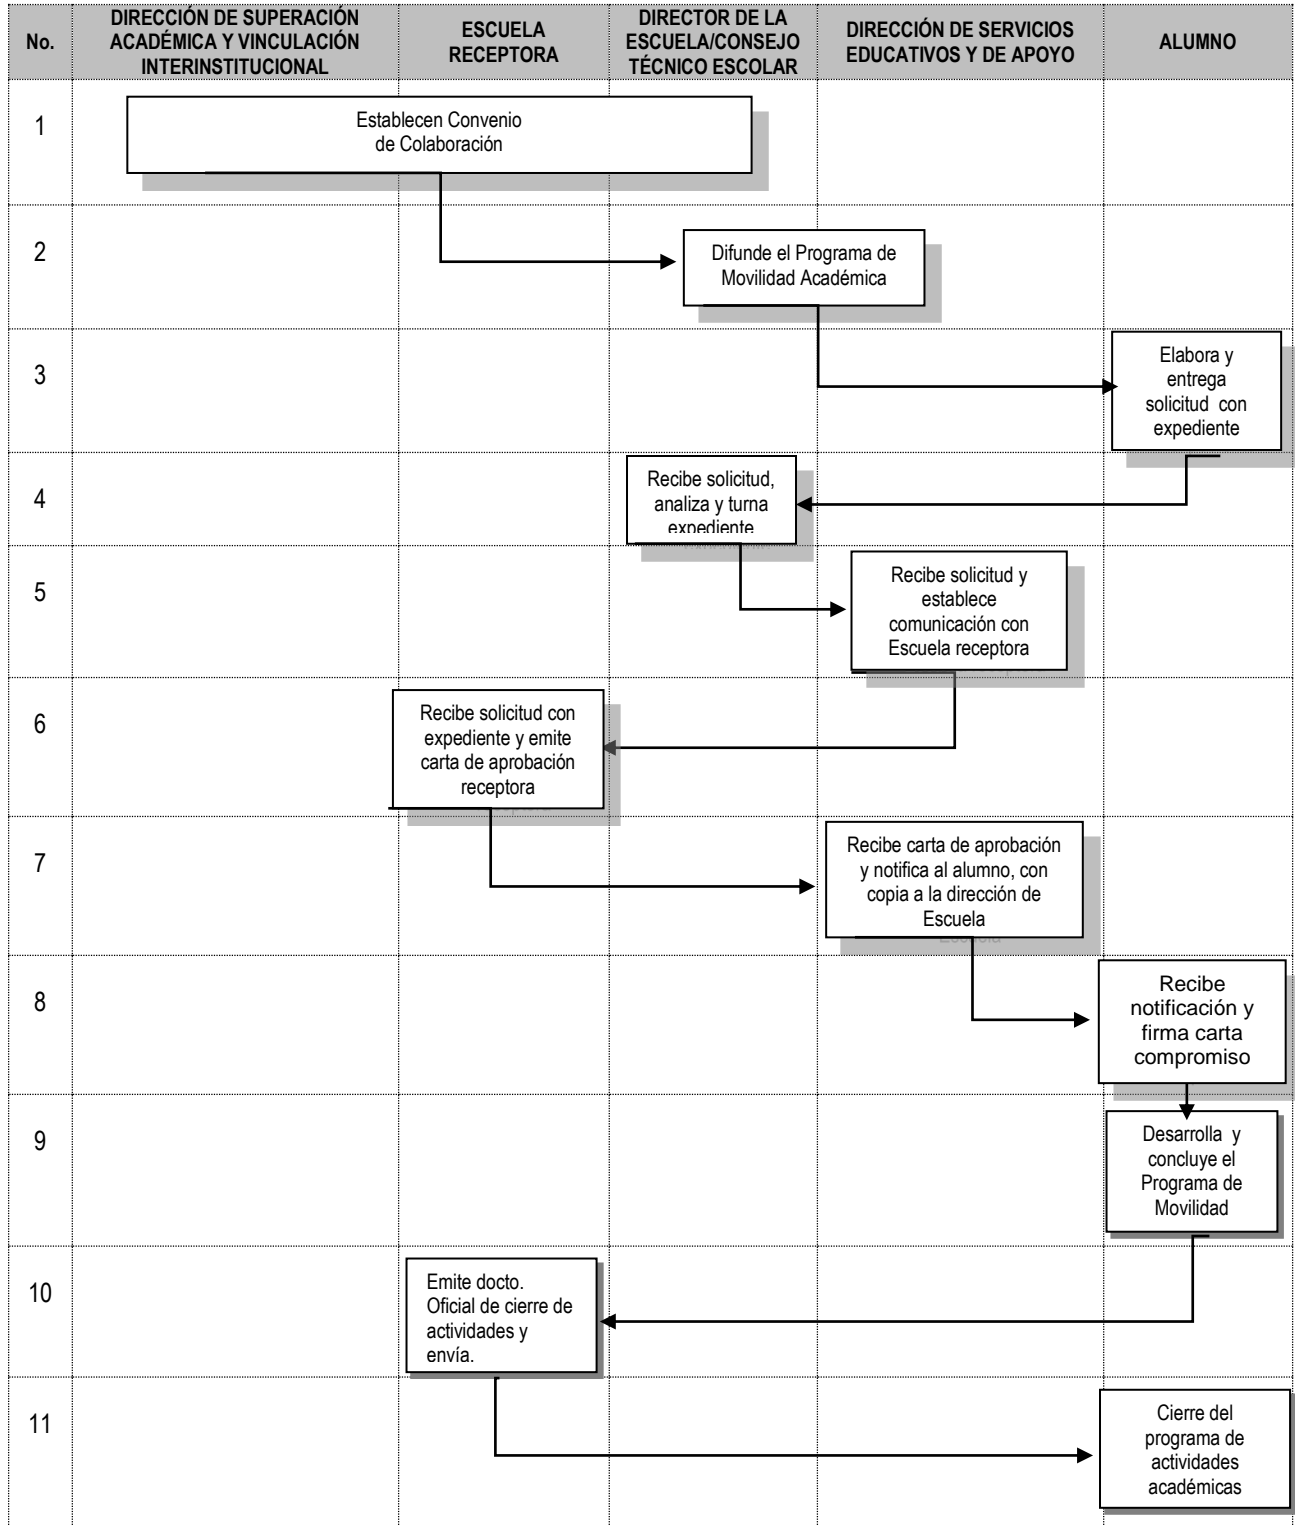 No.
DIRECCIÓN DE SUPERACIÓN
ACADÉMICA Y VINCULACIÓN
INTERINSTITUCIONAL
ESCUELA
RECEPTORA
DIRECTOR DE LA
ESCUELA/CONSEJO
TÉCNICO ESCOLAR
DIRECCIÓN DE SERVICIOS
EDUCATIVOS Y DE APOYO
ALUMNO
1
Establecen Convenio
de Colaboración
2
Difunde el Programa de
Movilidad Académica
3
Elabora y
entrega
solicitud con
expediente
4
Recibe solicitud,
analiza y turna
expediente
5
Recibe solicitud y
establece
comunicación con
Escuela receptora
6
Recibe solicitud con
expediente y emite
carta de aprobación
receptora
7
Recibe carta de aprobación
y notifica al alumno, con
copia a la dirección de
Escuela
8
Recibe
notificación y
firma carta
compromiso
9
Desarrolla y
concluye el
Programa de
Movilidad
10
Emite docto.
Oficial de cierre de
actividades y
envía.
11
Cierre del
programa de
actividades
académicas